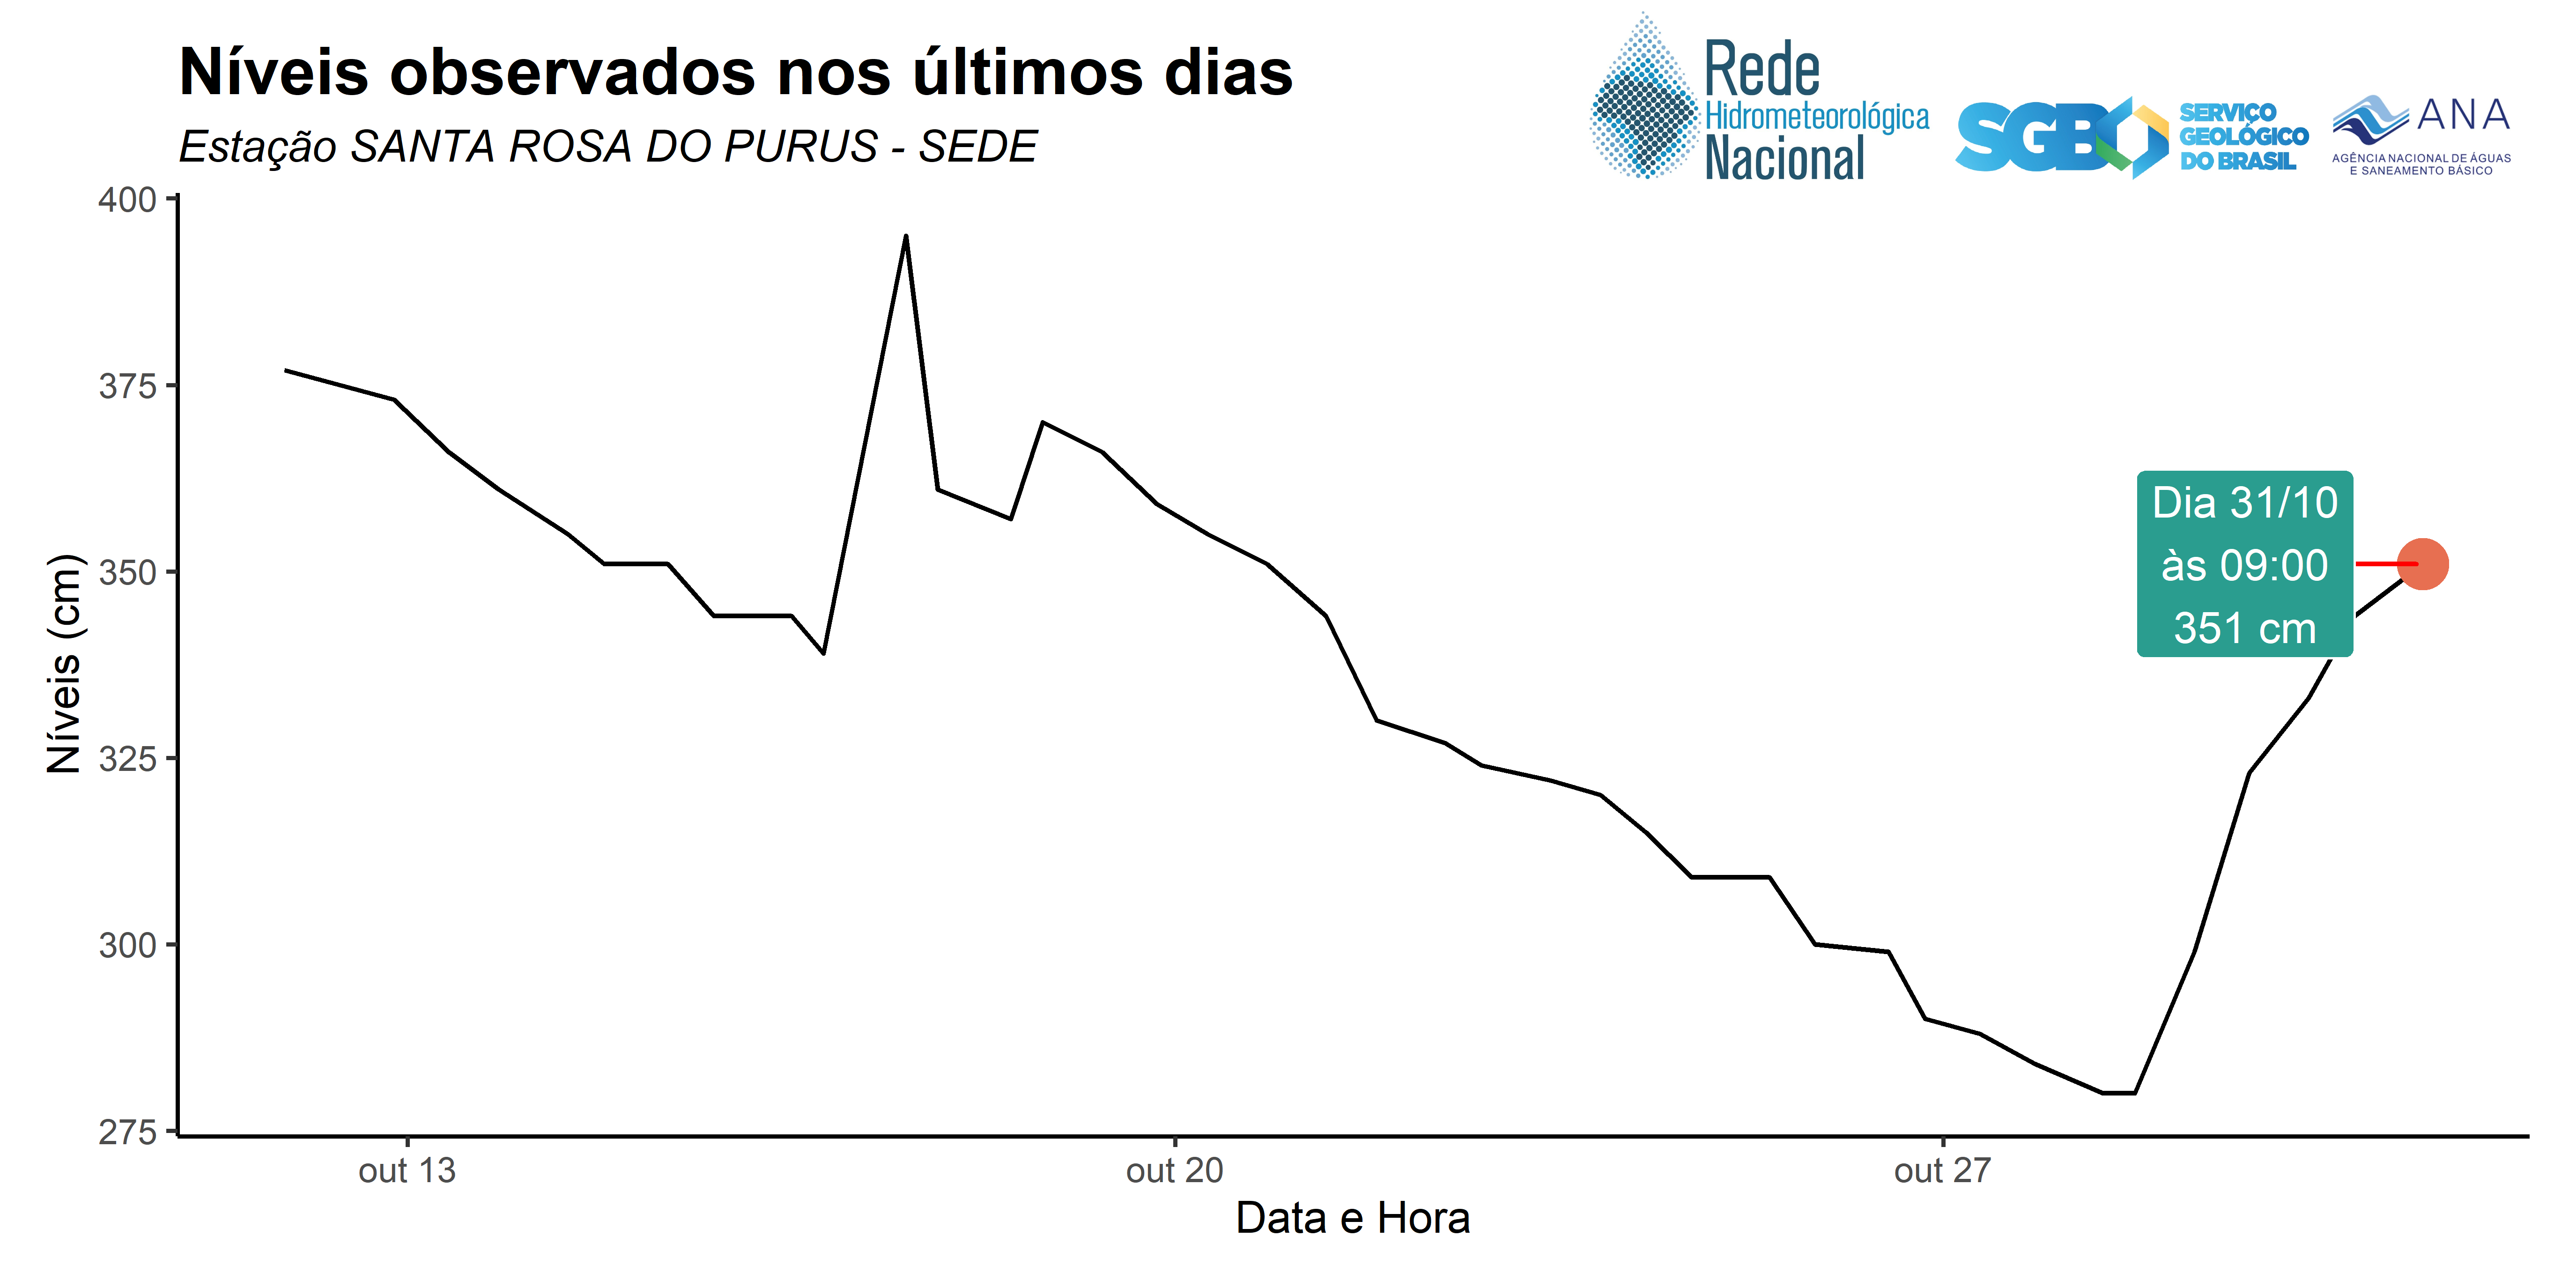 Níveis observados nos últimos dias
Estação SANTA ROSA DO PURUS - SEDE
Rede
Hidrometeorológica
Nacional
SGB
SERVIÇO
GEOLÓGICO
DO BRASIL
ANA
AGÊNCIA NACIONAL DE ÁGUAS
E SANEAMENTO BÁSICO
400
375
350
325
300
275
Níveis (cm)
Dia 31/10
às 09:00
351 cm
out 13
out 20
out 27
Data e Hora